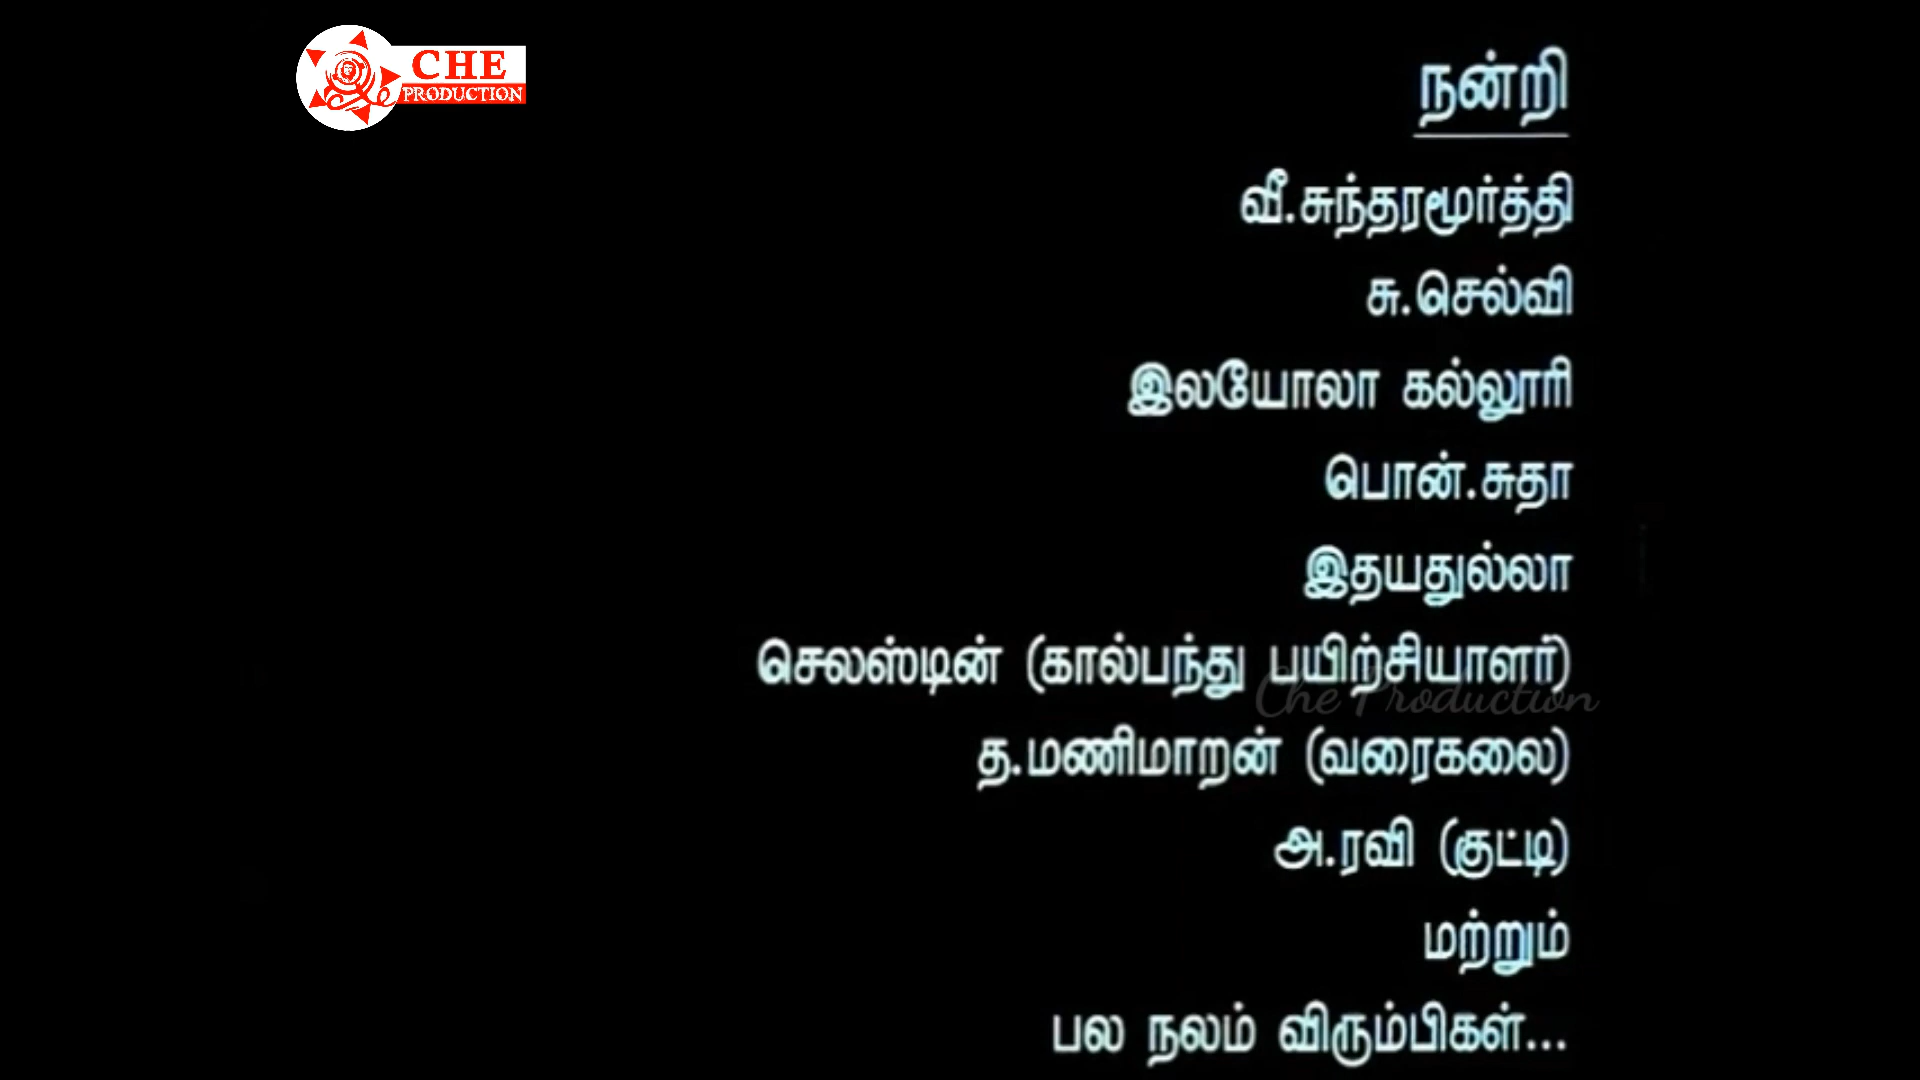 CHE
PRODUCTION
நன்றி
வீ.சுந்தரமூர்த்தி
சு.செல்வி
இலயோலா கல்லூரி
பொன்.சுதா
இதயதுல்லா
செலஸ்டின் (கால்பந்து பயிற்சியாளர்)
Che Production
த.மணிமாறன் (வரைகலை)
அ.ரவி (குட்டி)
மற்றும்
பல நலம் விரும்பிகள்...